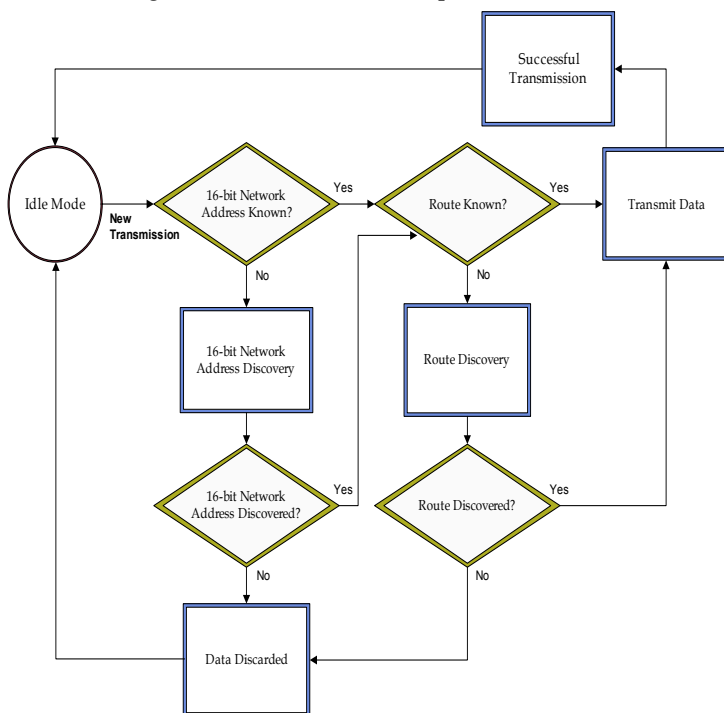 Successful
Transmission
Idle Mode
New
Transmission
16-bit Network
Address Known?
Yes
Route Known?
Yes
Transmit Data
No
No
16-bit Network
Address Discovery
Route Discovery
16-bit Network
Address Discovered?
Yes
Route Discovered?
Yes
No
No
Data Discarded